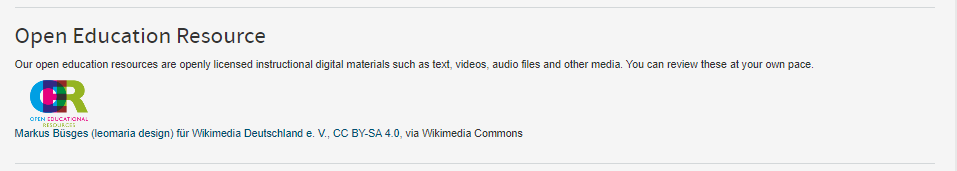 Open Education Resource
Our open education resources are openly licensed instructional digital materials such as text, videos, audio files and other media. You can review these at your own pace.
OER
OPEN EDUCATIONAL
RESOURCES
Markus Büsges (leomaria design) für Wikimedia Deutschland e. V., CC BY-SA 4.0, via Wikimedia Commons